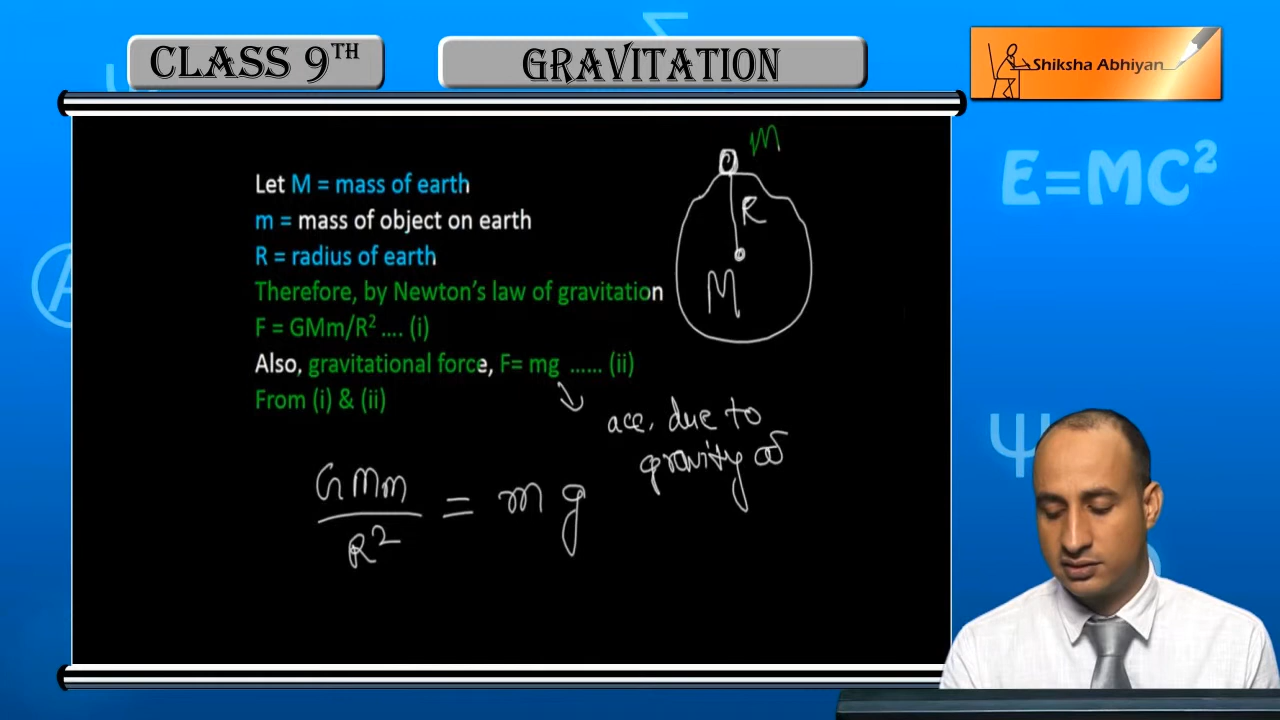 CLASS 9TH
GRAVITATION
Shiksha Abhiyan
E=MC²
Let M = mass of earth
m = mass of object on earth
R = radius of earth
Therefore, by Newton's law of gravitation
F = GMm/R² .... (i)
Also, gravitational force, F= mg ...... (ii)
From (i) & (ii)
m
R
M
acc. due to
gravity
GMm/R² = mg
Ψ